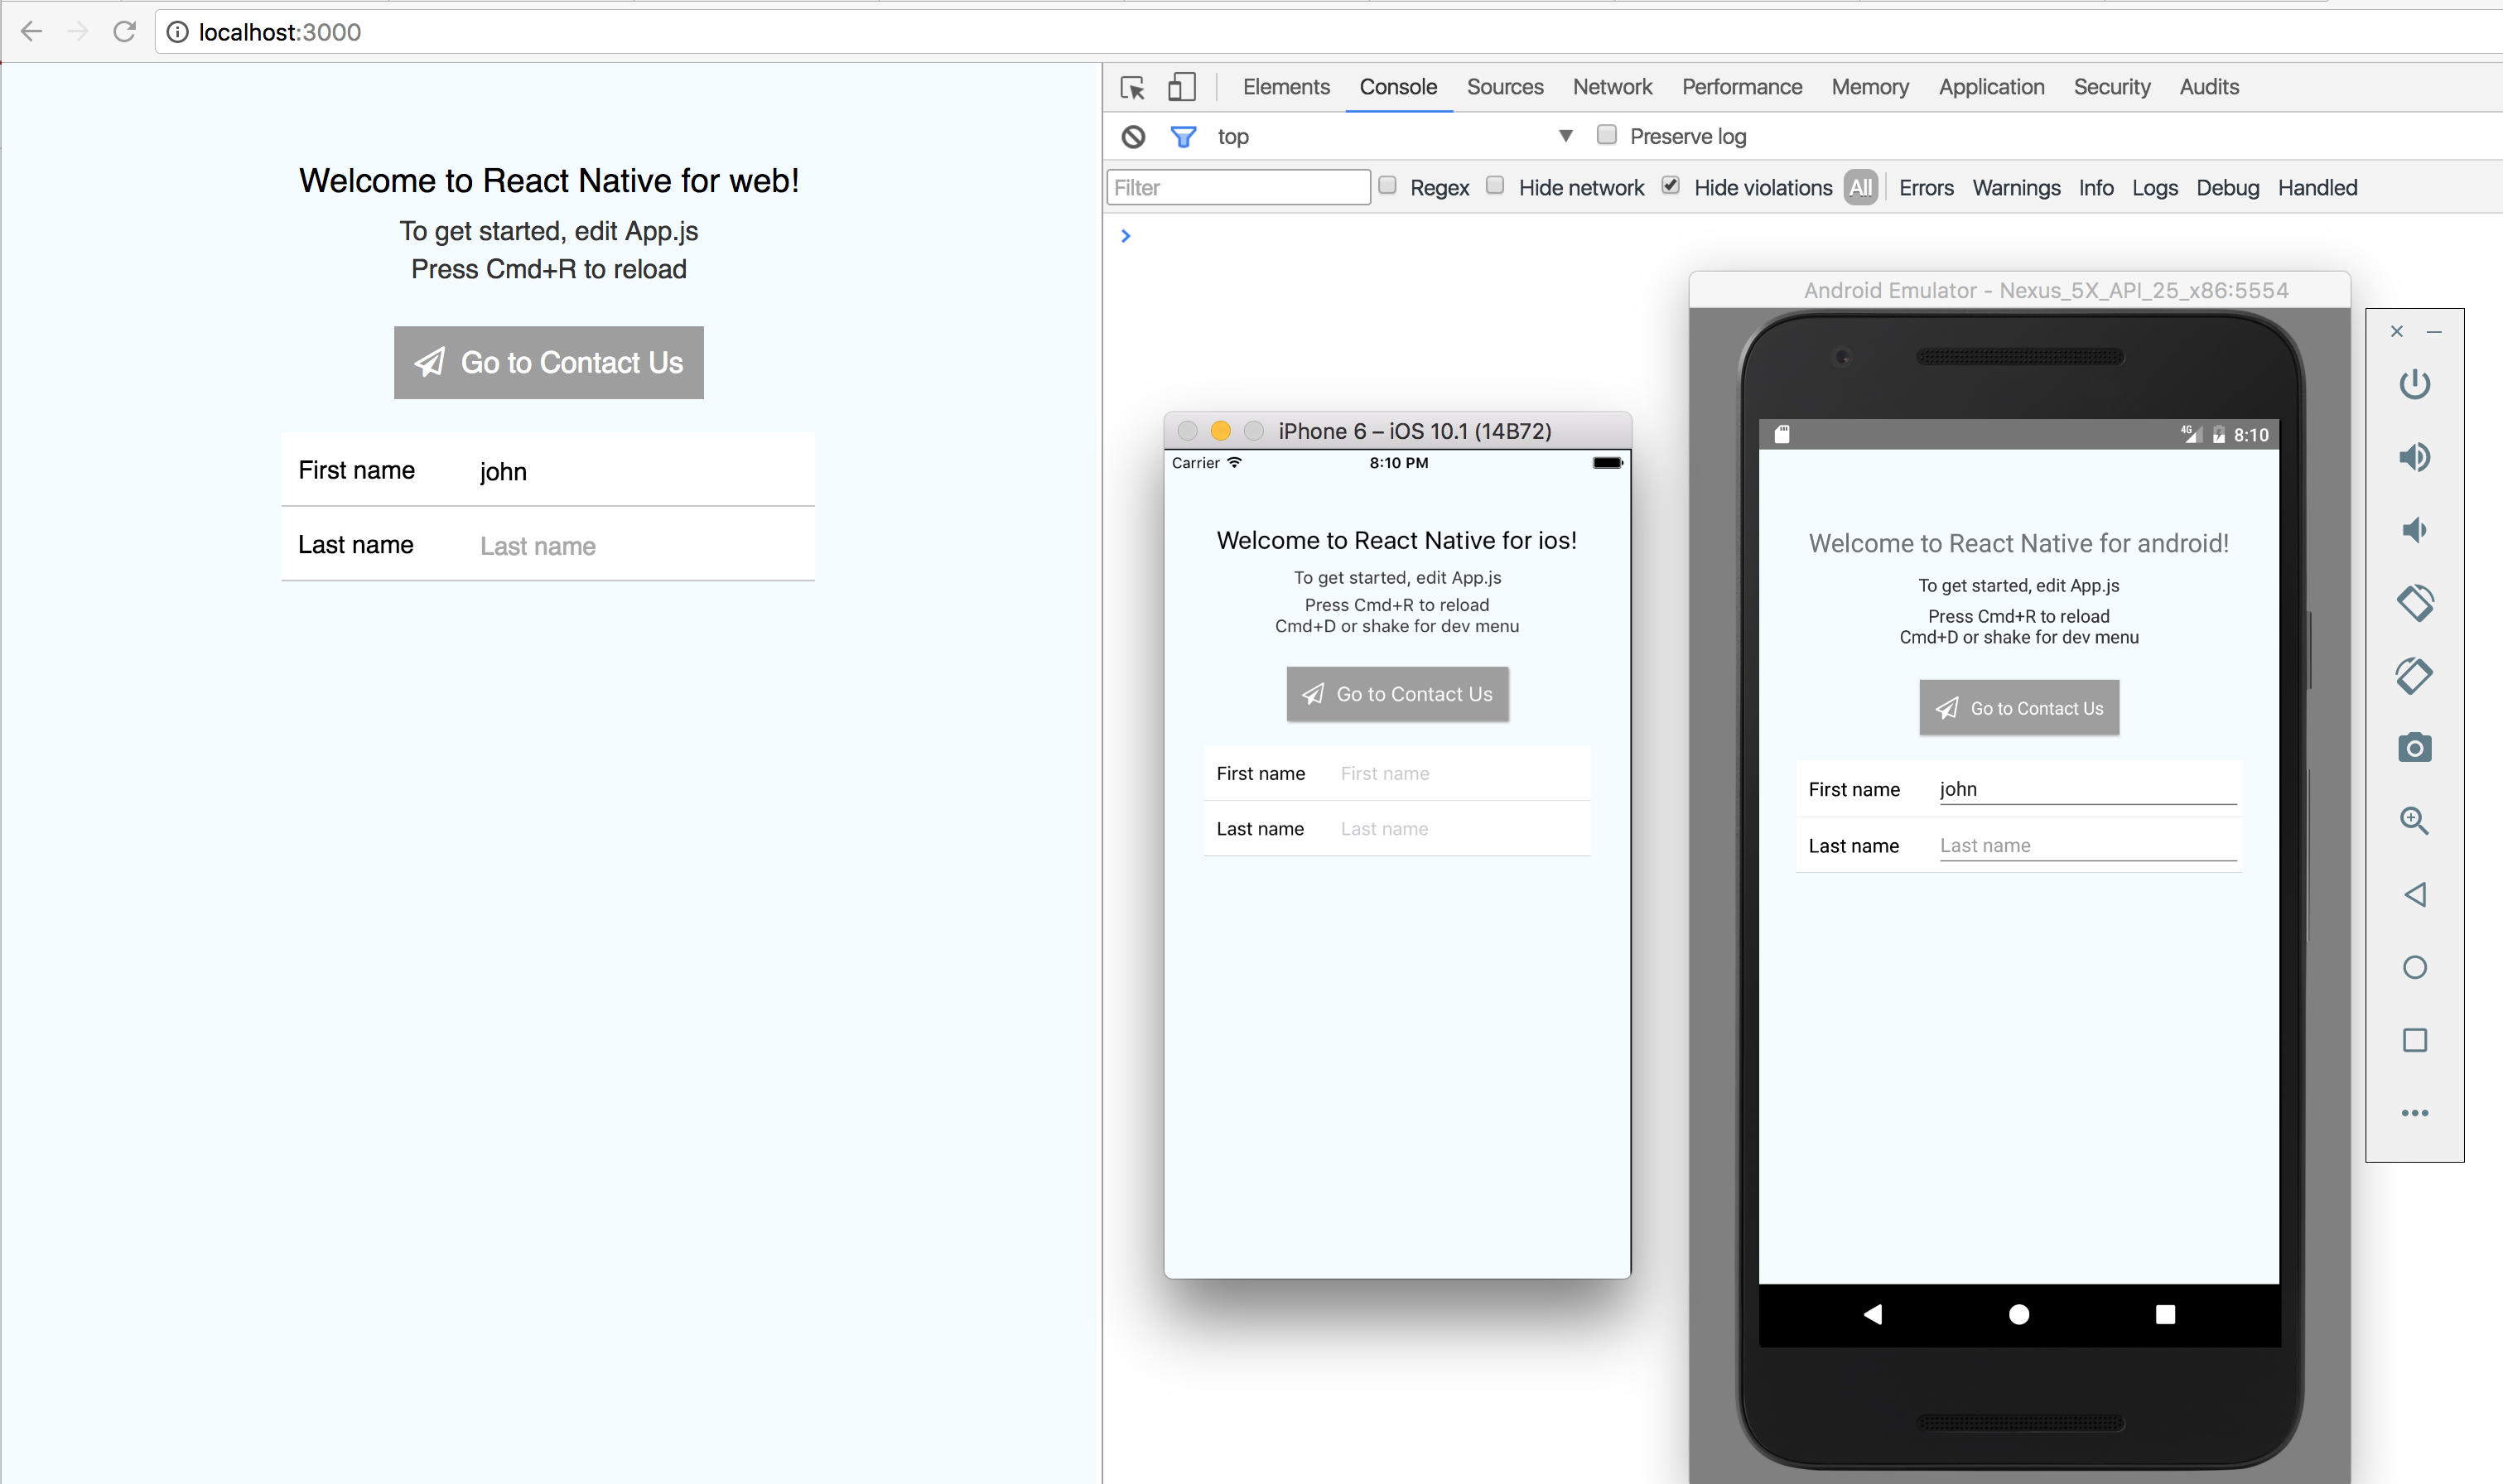 localhost:3000
Elements Console Sources Network Performance Memory Application Security Audits
top Preserve log
Filter Regex Hide network Hide violations All Errors Warnings Info Logs Debug Handled
Welcome to React Native for web!
To get started, edit App.js
Press Cmd+R to reload
Go to Contact Us
First name john
Last name Last name
iPhone 6 – iOS 10.1 (14B72)
Carrier 8:10 PM
Welcome to React Native for ios!
To get started, edit App.js
Press Cmd+R to reload
Cmd+D or shake for dev menu
Go to Contact Us
First name First name
Last name Last name
Android Emulator - Nexus_5X_API_25_x86:5554
4G 8:10
Welcome to React Native for android!
To get started, edit App.js
Press Cmd+R to reload
Cmd+D or shake for dev menu
Go to Contact Us
First name john
Last name Last name